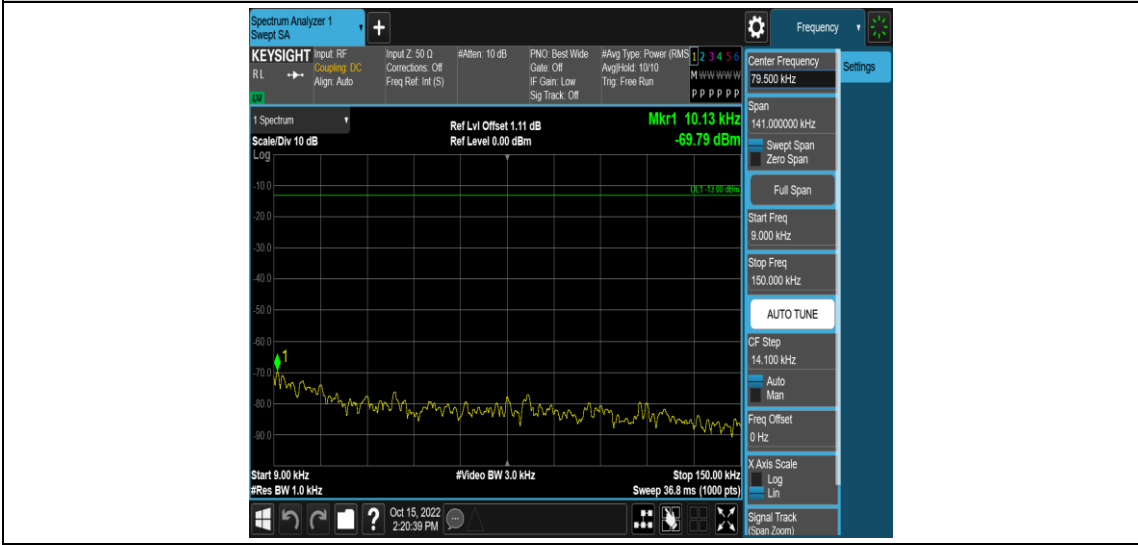 Spectrum Analyzer 1
Swept SA
+
Frequency
KEYSIGHT
RL
Input: RF
Coupling: DC
Align: Auto
Input Z: 50 Ω
Corrections: Off
Freq Ref: Int (S)
#Atten: 10 dB
PNO: Best Wide
Gate: Off
IF Gain: Low
Sig Track: Off
#Avg Type: Power (RMS
Avg|Hold: 10/10
Trig: Free Run
1 2 3 4 5 6
M W W W W W
P P P P P P
1 Spectrum
Scale/Div 10 dB
Log
Ref Lvl Offset 1.11 dB
Ref Level 0.00 dBm
Mkr1 10.13 kHz
-69.79 dBm
DL1 -13.00 dBm
-10.0
-20.0
-30.0
-40.0
-50.0
-60.0
1
-70.0
-80.0
-90.0
Start 9.00 kHz
#Res BW 1.0 kHz
#Video BW 3.0 kHz
Stop 150.00 kHz
Sweep 36.8 ms (1000 pts)
?
Oct 15, 2022
2:20:39 PM
Center Frequency
79.500 kHz
Settings
Span
141.000000 kHz
Swept Span
Zero Span
Full Span
Start Freq
9.000 kHz
Stop Freq
150.000 kHz
AUTO TUNE
CF Step
14.100 kHz
Auto
Man
Freq Offset
0 Hz
X Axis Scale
Log
Lin
Signal Track
(Span Zoom)